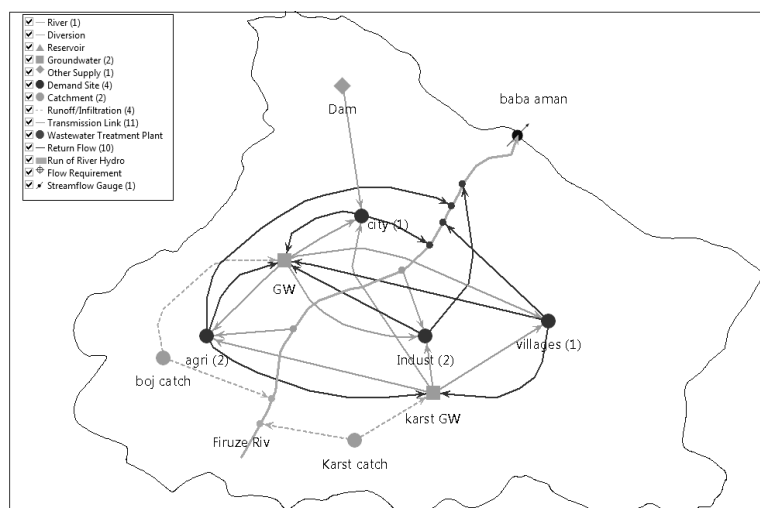 River (1)
Diversion
Reservoir
Groundwater (2)
Other Supply (1)
Demand Site (4)
Catchment (2)
Runoff/Infiltration (4)
Transmission Link (11)
Wastewater Treatment Plant
Return Flow (10)
Run of River Hydro
Flow Requirement
Streamflow Gauge (1)
Dam
baba aman
city (1)
GW
agri (2)
Indust (2)
villages (1)
boj catch
karst GW
Firuze Riv
Karst catch